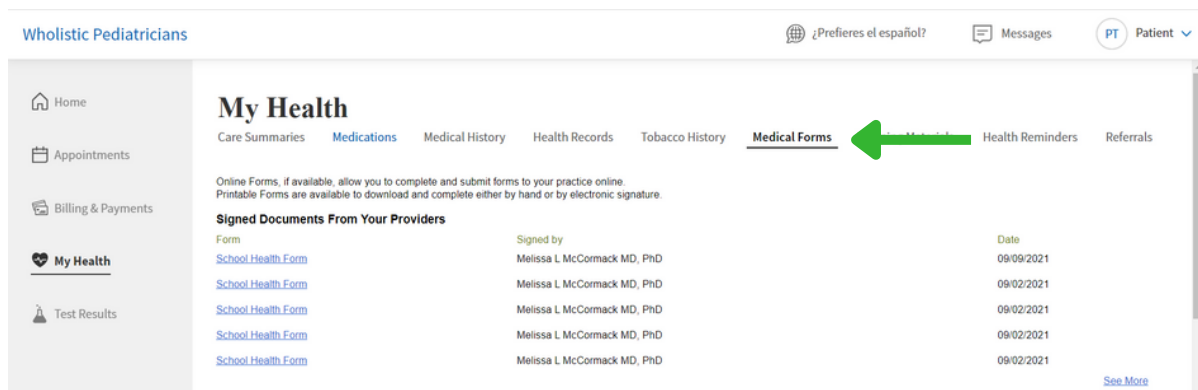 Wholistic Pediatricians ¿Prefieres el español? Messages PT Patient
Home
Appointments
Billing & Payments
My Health
Test Results
My Health
Care Summaries Medications Medical History Health Records Tobacco History Medical Forms Health Reminders Referrals
Online Forms, if available, allow you to complete and submit forms to your practice online.
Printable Forms are available to download and complete either by hand or by electronic signature.
Signed Documents From Your Providers
Form Signed by Date
School Health Form Melissa L McCormack MD, PhD 09/09/2021
School Health Form Melissa L McCormack MD, PhD 09/02/2021
School Health Form Melissa L McCormack MD, PhD 09/02/2021
School Health Form Melissa L McCormack MD, PhD 09/02/2021
School Health Form Melissa L McCormack MD, PhD 09/02/2021
See More